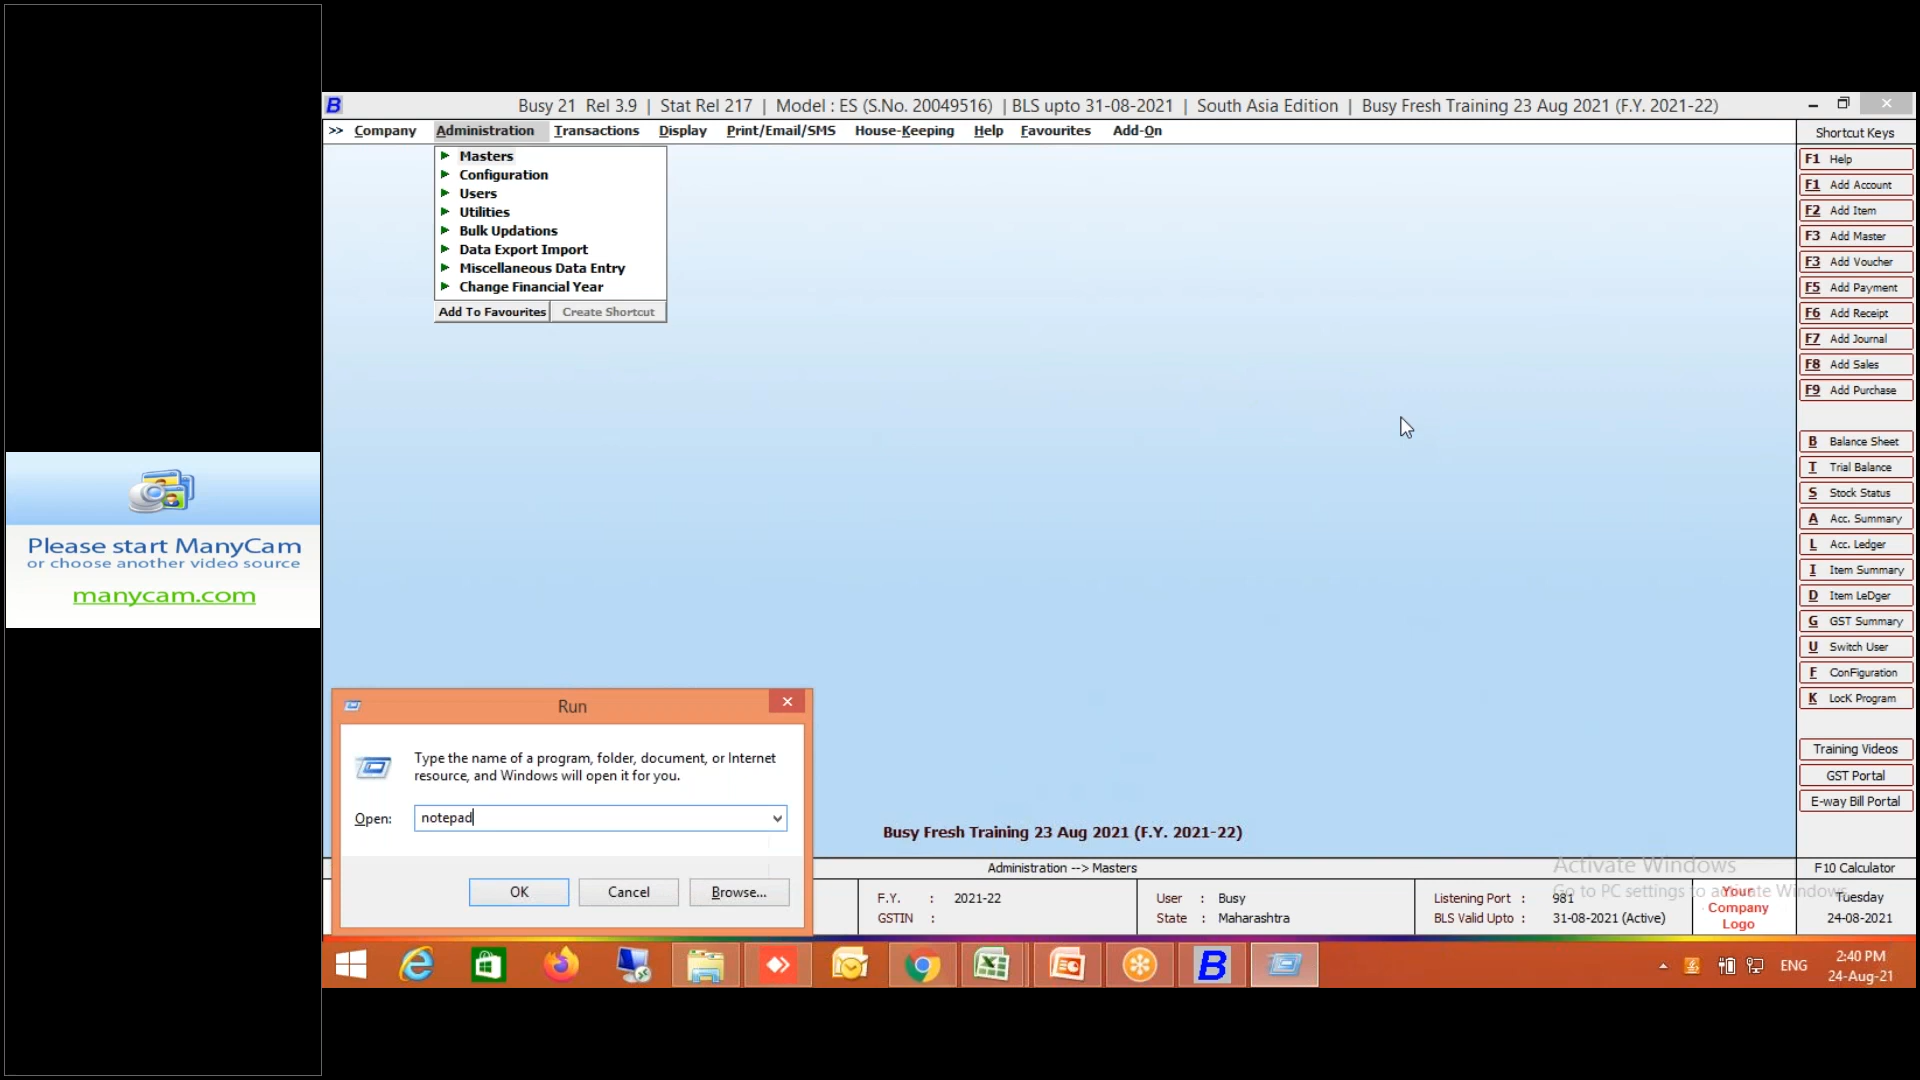 Please start ManyCam
or choose another video source
manycam.com
B
Busy 21 Rel 3.9 | Stat Rel 217 | Model : ES (S.No. 20049516) | BLS upto 31-08-2021 | South Asia Edition | Busy Fresh Training 23 Aug 2021 (F.Y. 2021-22)
>> Company Administration Transactions Display Print/Email/SMS House-Keeping Help Favourites Add-On
Masters
Configuration
Users
Utilities
Bulk Updations
Data Export Import
Miscellaneous Data Entry
Change Financial Year
Add To Favourites Create Shortcut
Shortcut Keys
F1 Help
F1 Add Account
F2 Add Item
F3 Add Master
F3 Add Voucher
F5 Add Payment
F6 Add Receipt
F7 Add Journal
F8 Add Sales
F9 Add Purchase
B Balance Sheet
T Trial Balance
S Stock Status
A Acc. Summary
L Acc. Ledger
I Item Summary
D Item LeDger
G GST Summary
U Switch User
F ConFiguration
K LocK Program
Training Videos
GST Portal
E-way Bill Portal
F10 Calculator
Tuesday
24-08-2021
Run
Type the name of a program, folder, document, or Internet
resource, and Windows will open it for you.
Open: notepad
OK Cancel Browse...
Busy Fresh Training 23 Aug 2021 (F.Y. 2021-22)
Administration --> Masters
Activate Windows
Go to PC settings to activate Windows.
F.Y. : 2021-22
GSTIN :
User : Busy
State : Maharashtra
Listening Port : 981
BLS Valid Upto : 31-08-2021 (Active)
Your
Company
Logo
B
ENG
2:40 PM
24-Aug-21